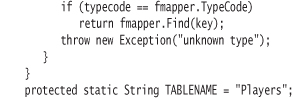 if (typecode == fmapper.TypeCode)
return fmapper.Find(key);
throw new Exception("unknown type");
}
}
protected static String TABLENAME = "Players";